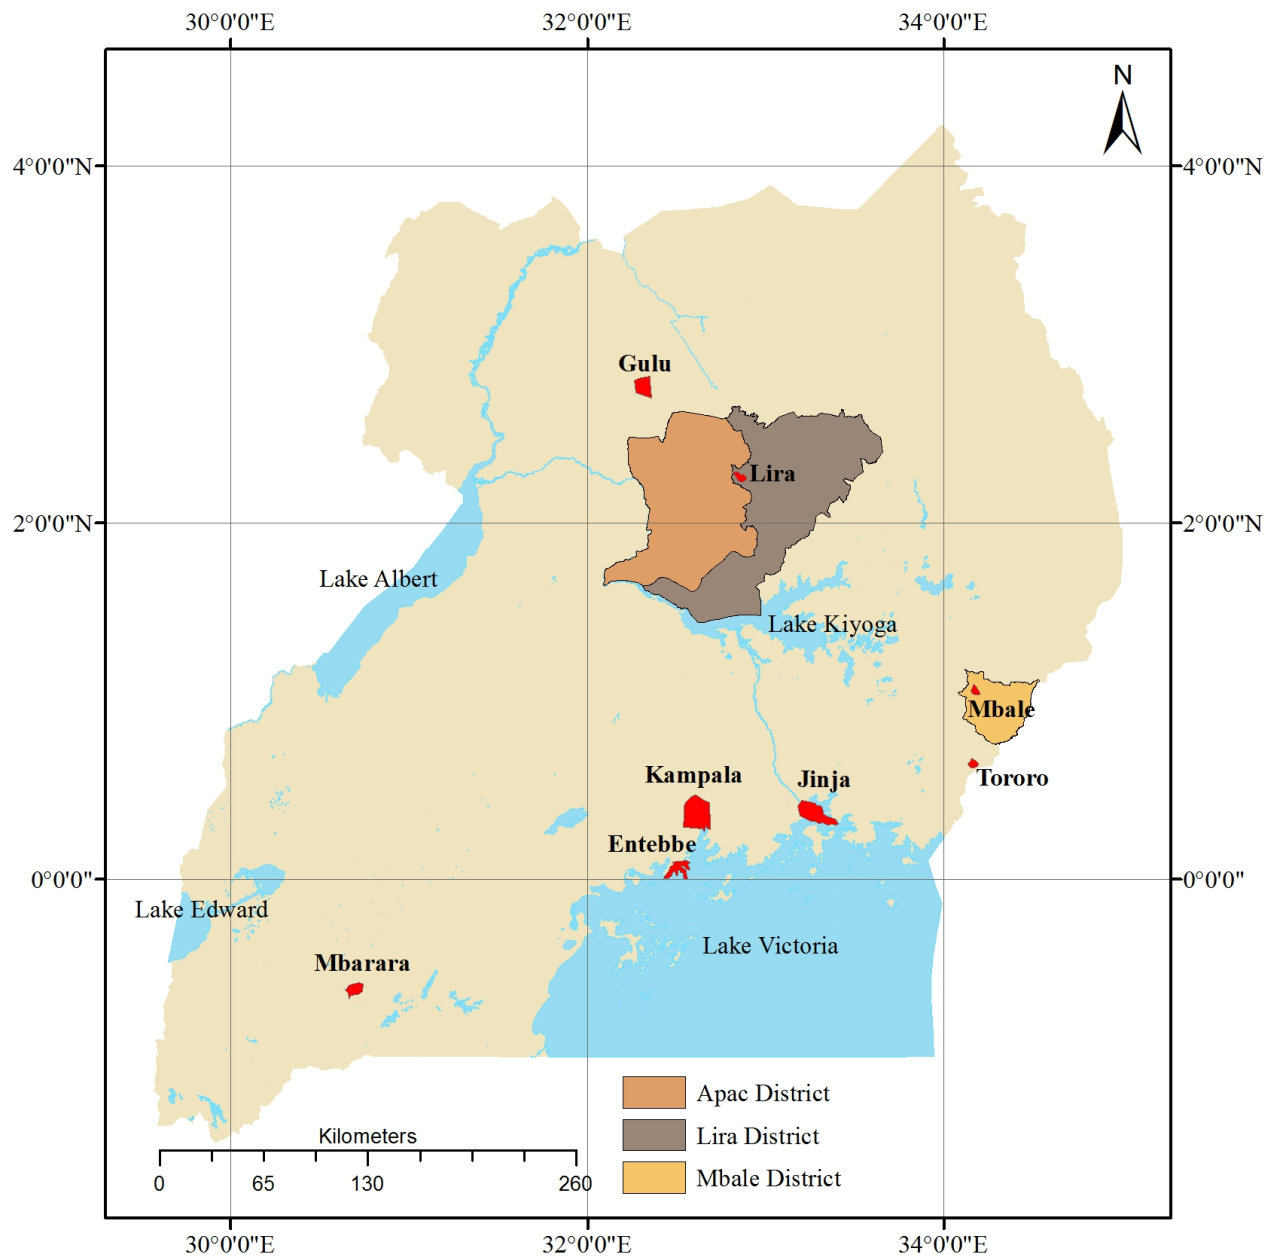 30°0'0"E 32°0'0"E 34°0'0"E
N
4°0'0"N 4°0'0"N
Gulu
Lira
2°0'0"N 2°0'0"N
Lake Albert
Lake Kiyoga
Mbale
Kampala Jinja Tororo
Entebbe
0°0'0" 0°0'0"
Lake Edward
Lake Victoria
Mbarara
Apac District
Kilometers
Lira District
0 65 130 260
Mbale District
30°0'0"E 32°0'0"E 34°0'0"E